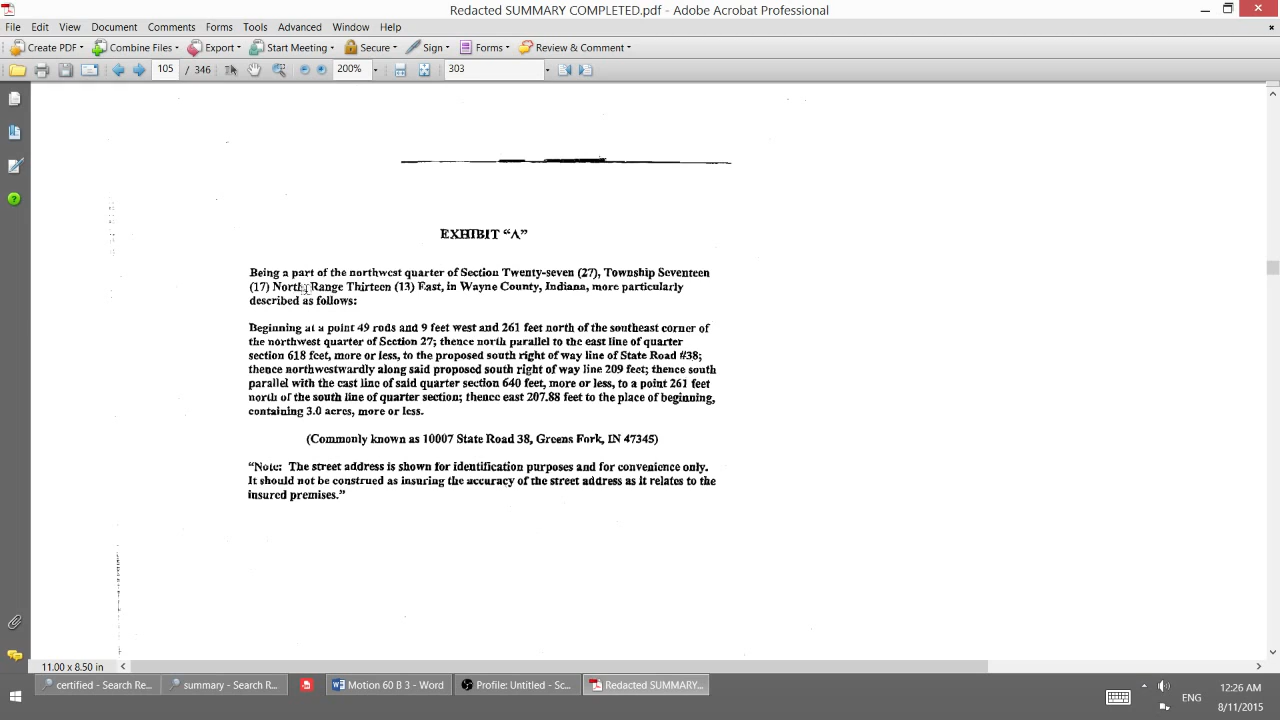 Redacted SUMMARY COMPLETED.pdf - Adobe Acrobat Professional
File Edit View Document Comments Forms Tools Advanced Window Help
Create PDF Combine Files Export Start Meeting Secure Sign Forms Review & Comment
105 / 346 200% 303
EXHIBIT “A”
Being a part of the northwest quarter of Section Twenty-seven (27), Township Seventeen
(17) North, Range Thirteen (13) East, in Wayne County, Indiana, more particularly
described as follows:
Beginning at a point 49 rods and 9 feet west and 261 feet north of the southeast corner of
the northwest quarter of Section 27; thence north parallel to the east line of quarter
section 618 feet, more or less, to the proposed south right of way line of State Road #38;
thence northwestwardly along said proposed south right of way line 209 feet; thence south
parallel with the east line of said quarter section 640 feet, more or less, to a point 261 feet
north of the south line of quarter section; thence east 207.88 feet to the place of beginning,
containing 3.0 acres, more or less.
(Commonly known as 10007 State Road 38, Greens Fork, IN 47345)
“Note: The street address is shown for identification purposes and for convenience only.
It should not be construed as insuring the accuracy of the street address as it relates to the
insured premises.”
11.00 x 8.50 in
certified - Search Re... summary - Search R... Motion 60 B 3 - Word Profile: Untitled - Sc... Redacted SUMMARY... ENG 12:26 AM
8/11/2015